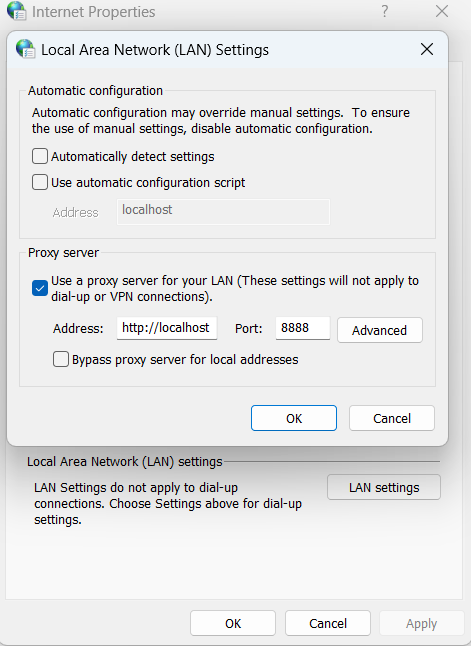 Internet Properties
?
Local Area Network (LAN) Settings
Automatic configuration
Automatic configuration may override manual settings.  To ensure
the use of manual settings, disable automatic configuration.
Automatically detect settings
Use automatic configuration script
Address
localhost
Proxy server
Use a proxy server for your LAN (These settings will not apply to
dial-up or VPN connections).
Address: http://localhost Port: 8888 Advanced
Bypass proxy server for local addresses
OK Cancel
Local Area Network (LAN) settings
LAN Settings do not apply to dial-up
connections. Choose Settings above for dial-up
settings.
LAN settings
OK Cancel Apply